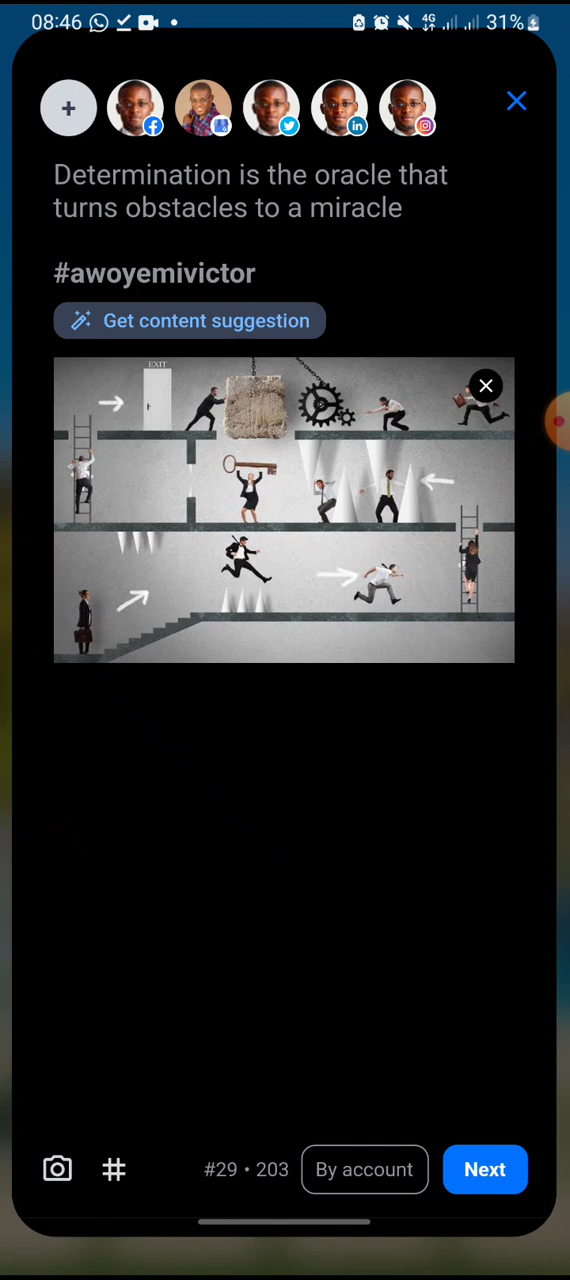 08:46
4G
31%
+
Determination is the oracle that
turns obstacles to a miracle
#awoyemivictor
Get content suggestion
EXIT
#29 • 203
By account
Next